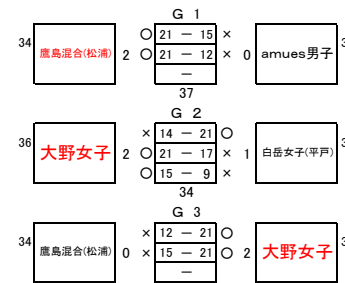 G 1
34 鷹島混合(松浦) 2 ○ 21 － 15 × 0 amues男子 3
○ 21 － 12 ×
－
37
G 2
36 大野女子 2 × 14 － 21 ○ 1 白岳女子(平戸) 3
○ 21 － 17 ×
○ 15 － 9 ×
34
G 3
34 鷹島混合(松浦) 0 × 12 － 21 ○ 2 大野女子 3
× 15 － 21 ○
－